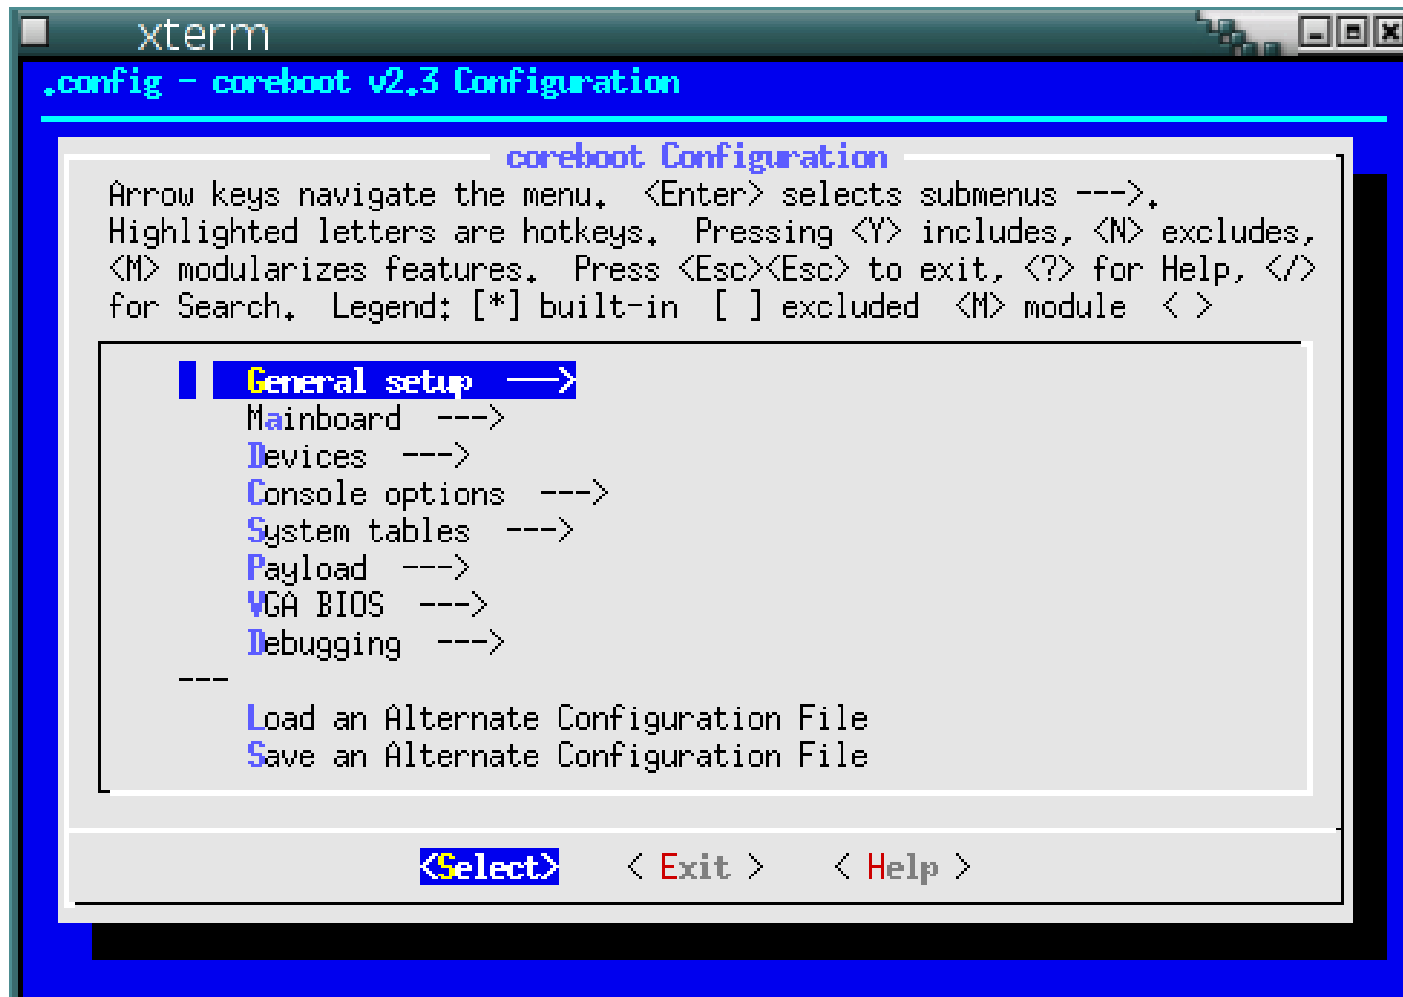 xterm
.config - coreboot v2.3 Configuration
coreboot Configuration
Arrow keys navigate the menu.  <Enter> selects submenus --->.
Highlighted letters are hotkeys.  Pressing <Y> includes, <N> excludes,
<M> modularizes features.  Press <Esc><Esc> to exit, <?> for Help, </>
for Search.  Legend: [*] built-in  [ ] excluded  <M> module  < >
General setup  --->
Mainboard  --->
Devices  --->
Console options  --->
System tables  --->
Payload  --->
VGA BIOS  --->
Debugging  --->
---
Load an Alternate Configuration File
Save an Alternate Configuration File
<Select>    < Exit >    < Help >